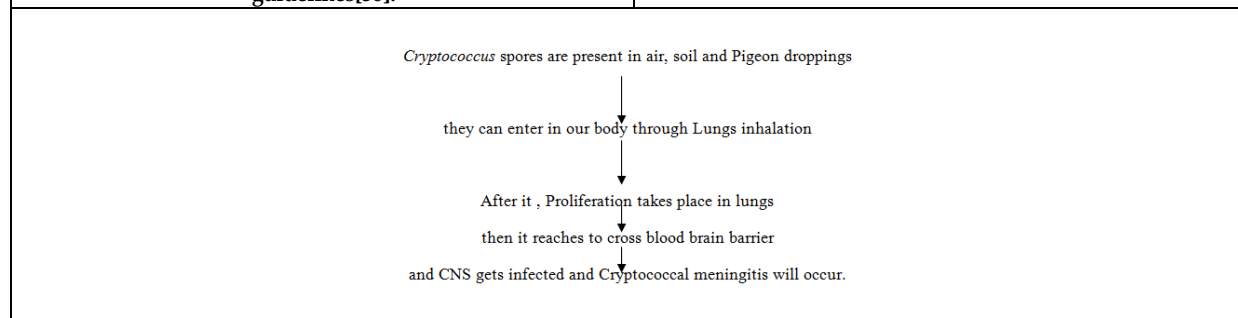 guidelines[30].
Cryptococcus spores are present in air, soil and Pigeon droppings
they can enter in our body through Lungs inhalation
After it , Proliferation takes place in lungs
then it reaches to cross blood brain barrier
and CNS gets infected and Cryptococcal meningitis will occur.